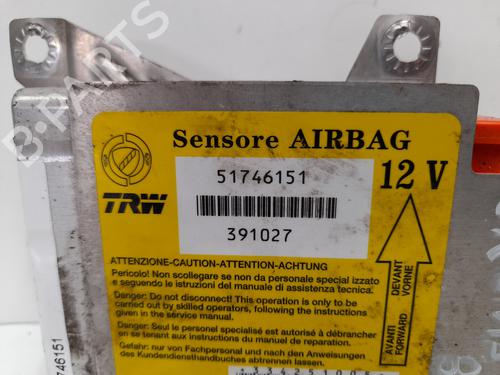 B-PARTS
Sensore AIRBAG
51746151
12 V
TRW
391027
ATTENZIONE-CAUTION-ATTENTION-ACHTUNG
Pericolo! Non scollegare se non da personale special izzato
e seguendo le istruzioni del manuale di assistenza tecnica.
Danger: Do not disconnect! This operation is only to be
carried out by skilled operators, following the instructions
given in the service manual.
Danger: Seul le personnel spécialisé est autorisé à débrancher
en se tenant aux instructions du manuel de reparation.
Gefahr: nur von Fachpersonal und nach den Anweisungen
des Kundendiensthandbuches abtrennen lassen.
AVANTI DEVANT
FORWARD VORNE
746151